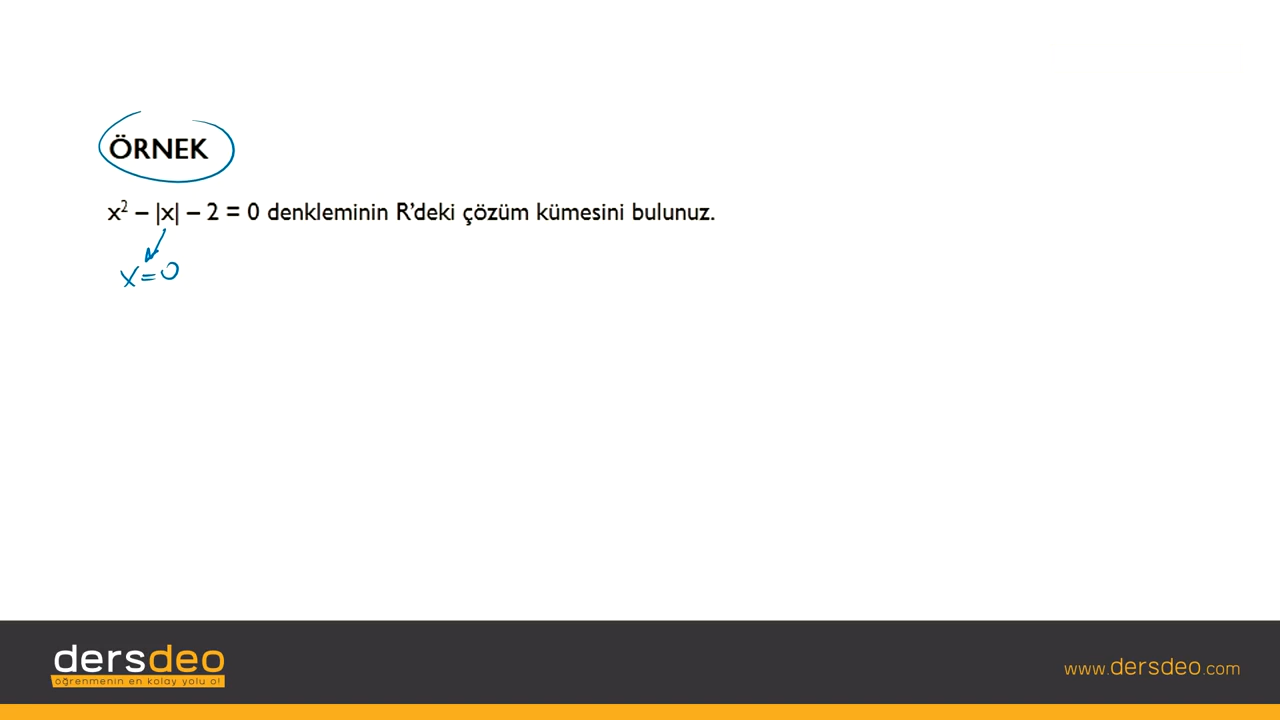 ÖRNEK
x² – |x| – 2 = 0 denkleminin R’deki çözüm kümesini bulunuz.
x=0
dersdeo
öğrenmenin en kolay yolu o!
www.dersdeo.com